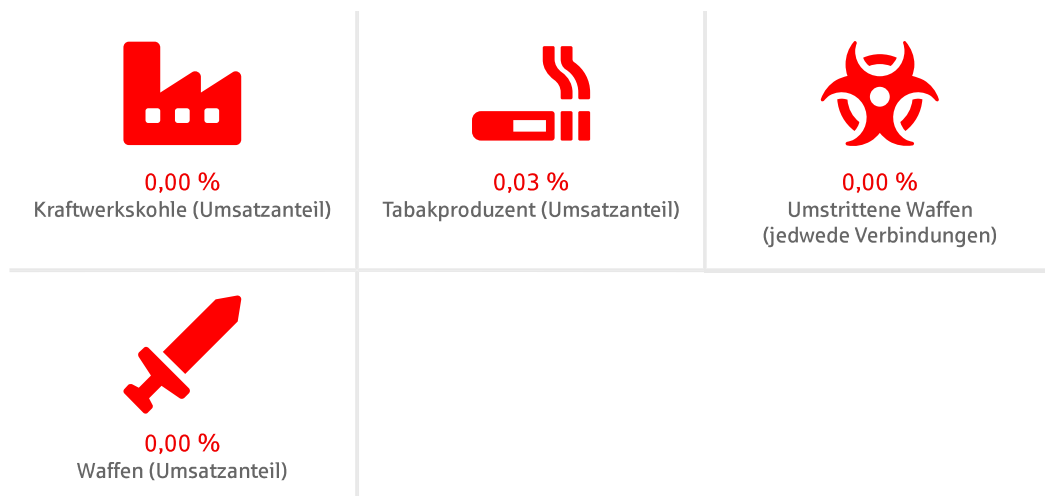 0,00 %
Kraftwerkskohle (Umsatzanteil)
0,03 %
Tabakproduzent (Umsatzanteil)
0,00 %
Umstrittene Waffen
(jedwede Verbindungen)
0,00 %
Waffen (Umsatzanteil)